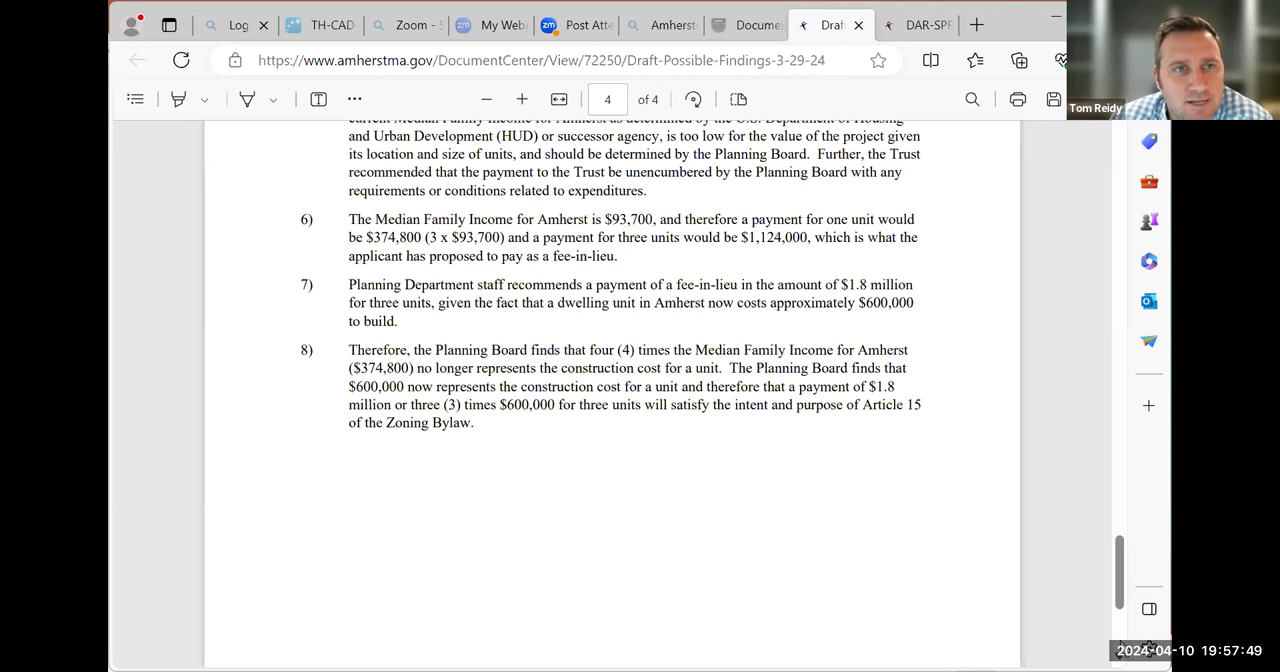 Log
TH-CAD
Zoom - S
My Web
Post Atte
Amherst
Docume
Draf
DAR-SPR
https://www.amherstma.gov/DocumentCenter/View/72250/Draft-Possible-Findings-3-29-24
4 of 4
Tom Reidy
and Urban Development (HUD) or successor agency, is too low for the value of the project given
its location and size of units, and should be determined by the Planning Board. Further, the Trust
recommended that the payment to the Trust be unencumbered by the Planning Board with any
requirements or conditions related to expenditures.
6) The Median Family Income for Amherst is $93,700, and therefore a payment for one unit would
be $374,800 (3 x $93,700) and a payment for three units would be $1,124,000, which is what the
applicant has proposed to pay as a fee-in-lieu.
7) Planning Department staff recommends a payment of a fee-in-lieu in the amount of $1.8 million
for three units, given the fact that a dwelling unit in Amherst now costs approximately $600,000
to build.
8) Therefore, the Planning Board finds that four (4) times the Median Family Income for Amherst
($374,800) no longer represents the construction cost for a unit. The Planning Board finds that
$600,000 now represents the construction cost for a unit and therefore that a payment of $1.8
million or three (3) times $600,000 for three units will satisfy the intent and purpose of Article 15
of the Zoning Bylaw.
2024-04-10 19:57:49